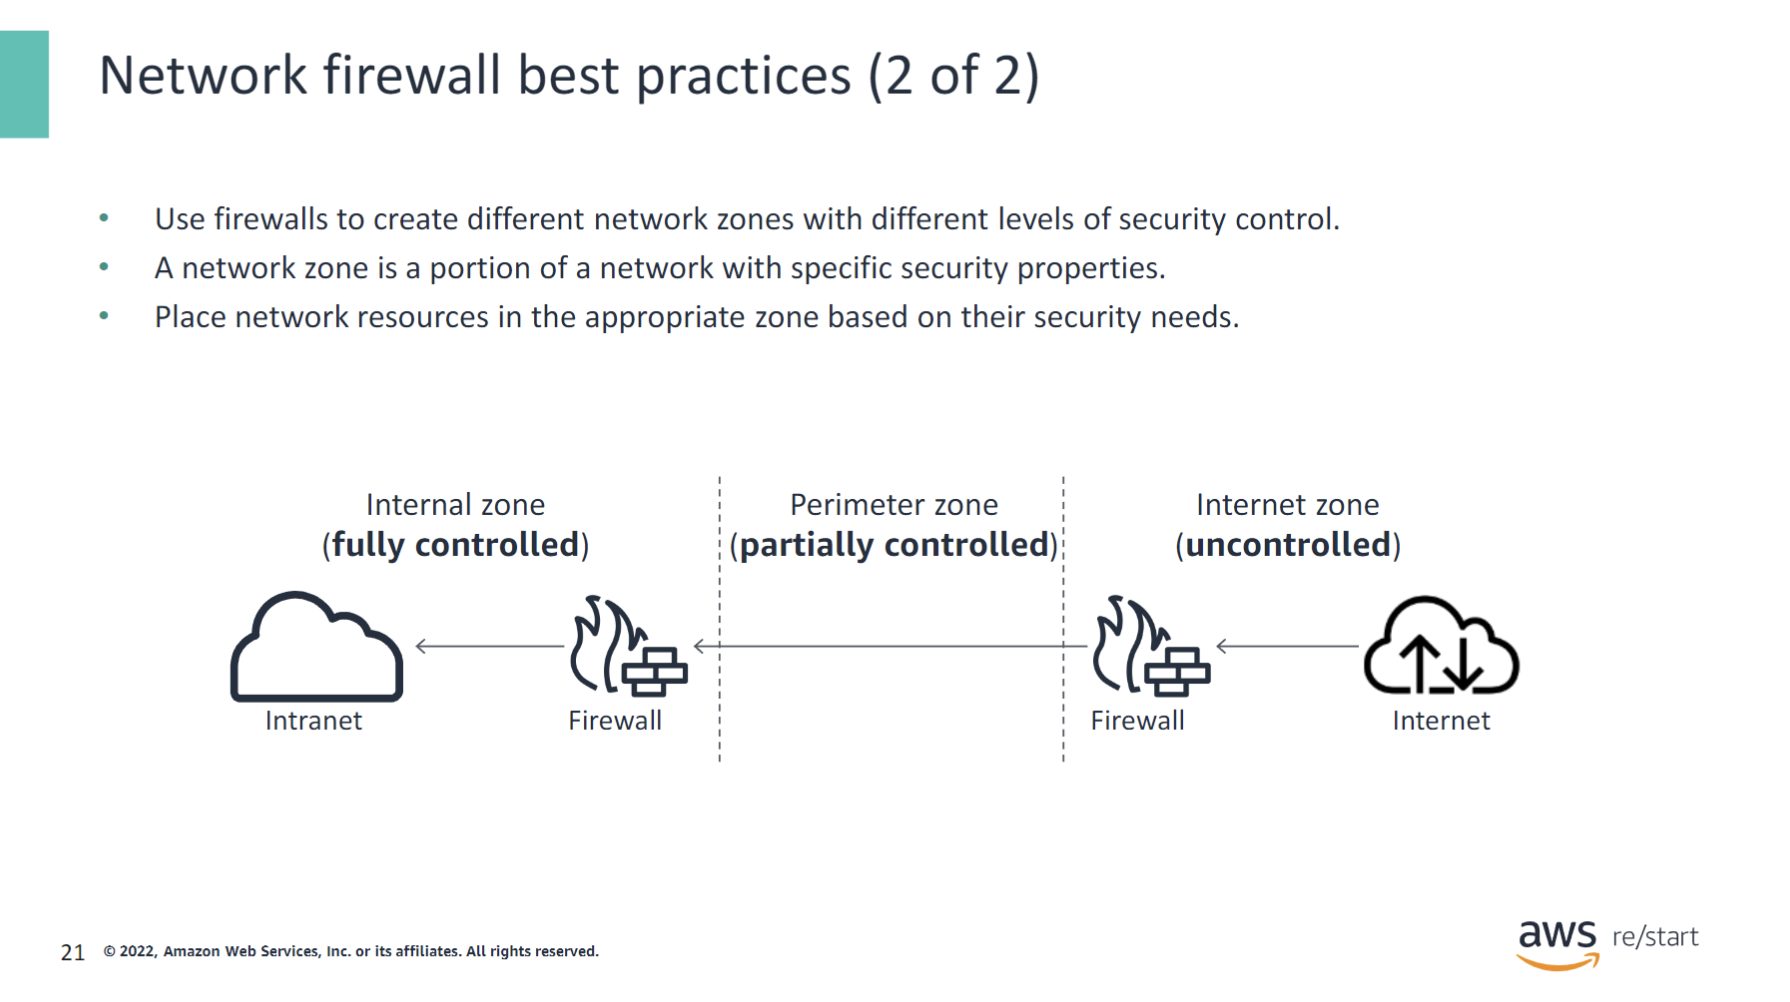 Network firewall best practices (2 of 2)
• Use firewalls to create different network zones with different levels of security control.
• A network zone is a portion of a network with specific security properties.
• Place network resources in the appropriate zone based on their security needs.
Internal zone
(fully controlled)
Perimeter zone
(partially controlled)
Internet zone
(uncontrolled)
Intranet
Firewall
Firewall
Internet
21 © 2022, Amazon Web Services, Inc. or its affiliates. All rights reserved.
aws re/start